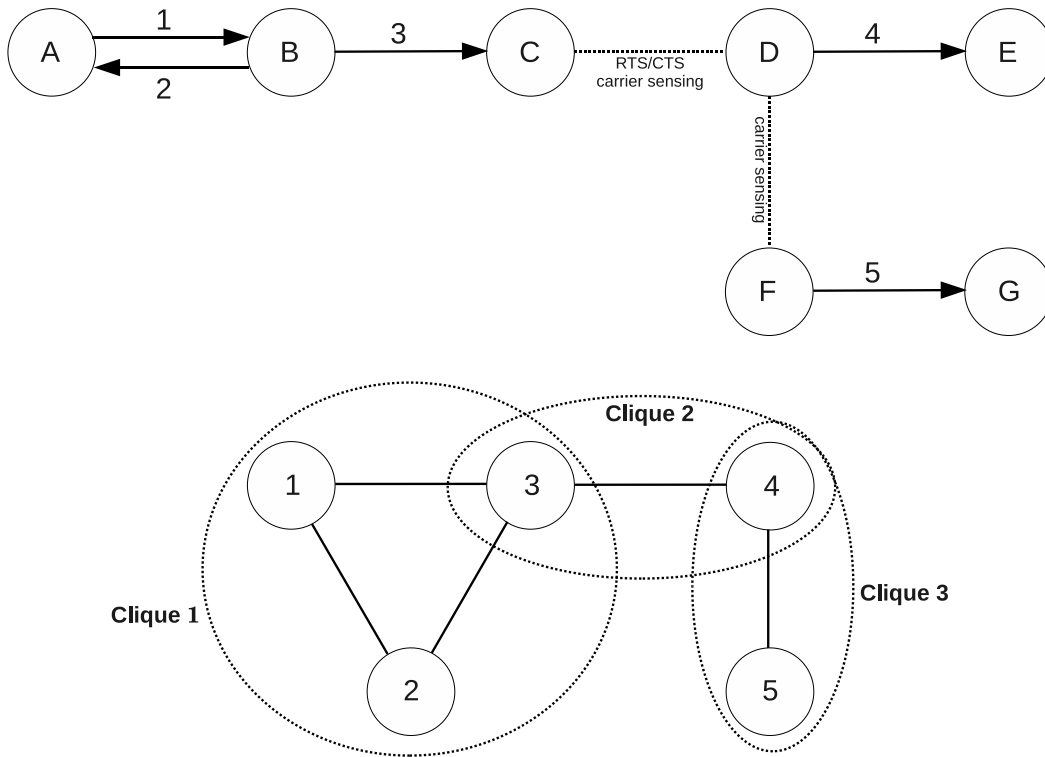 1
A
B
2
3
C
RTS/CTS
carrier sensing
D
4
E
carrier sensing
F
5
G
Clique 2
1
3
4
Clique 1
Clique 3
2
5